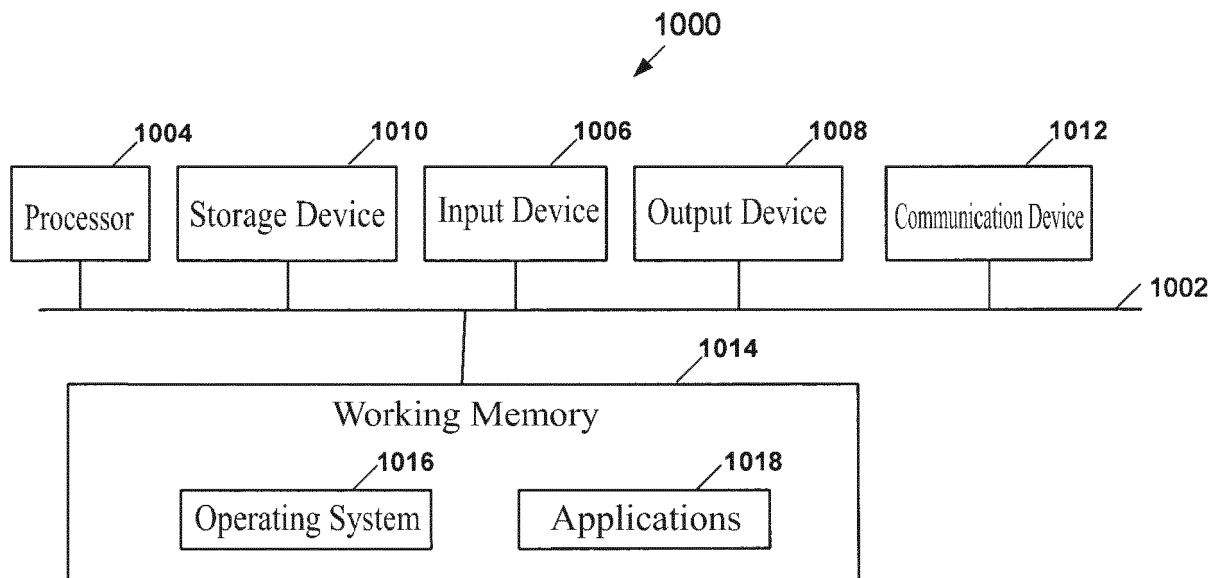 1000
1004
1010
1006
1008
1012
Processor
Storage Device
Input Device
Output Device
Communication Device
1002
1014
Working Memory
1016
1018
Operating System
Applications